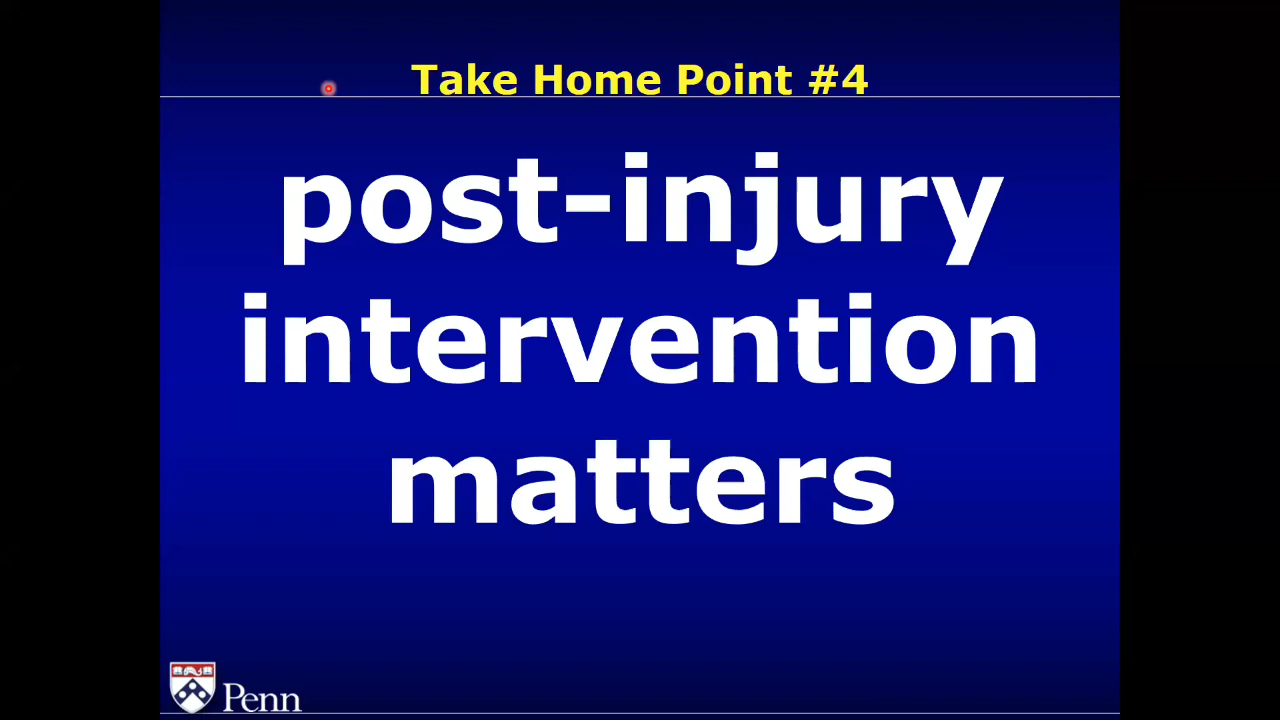 Take Home Point #4
post-injury
intervention
matters
Penn